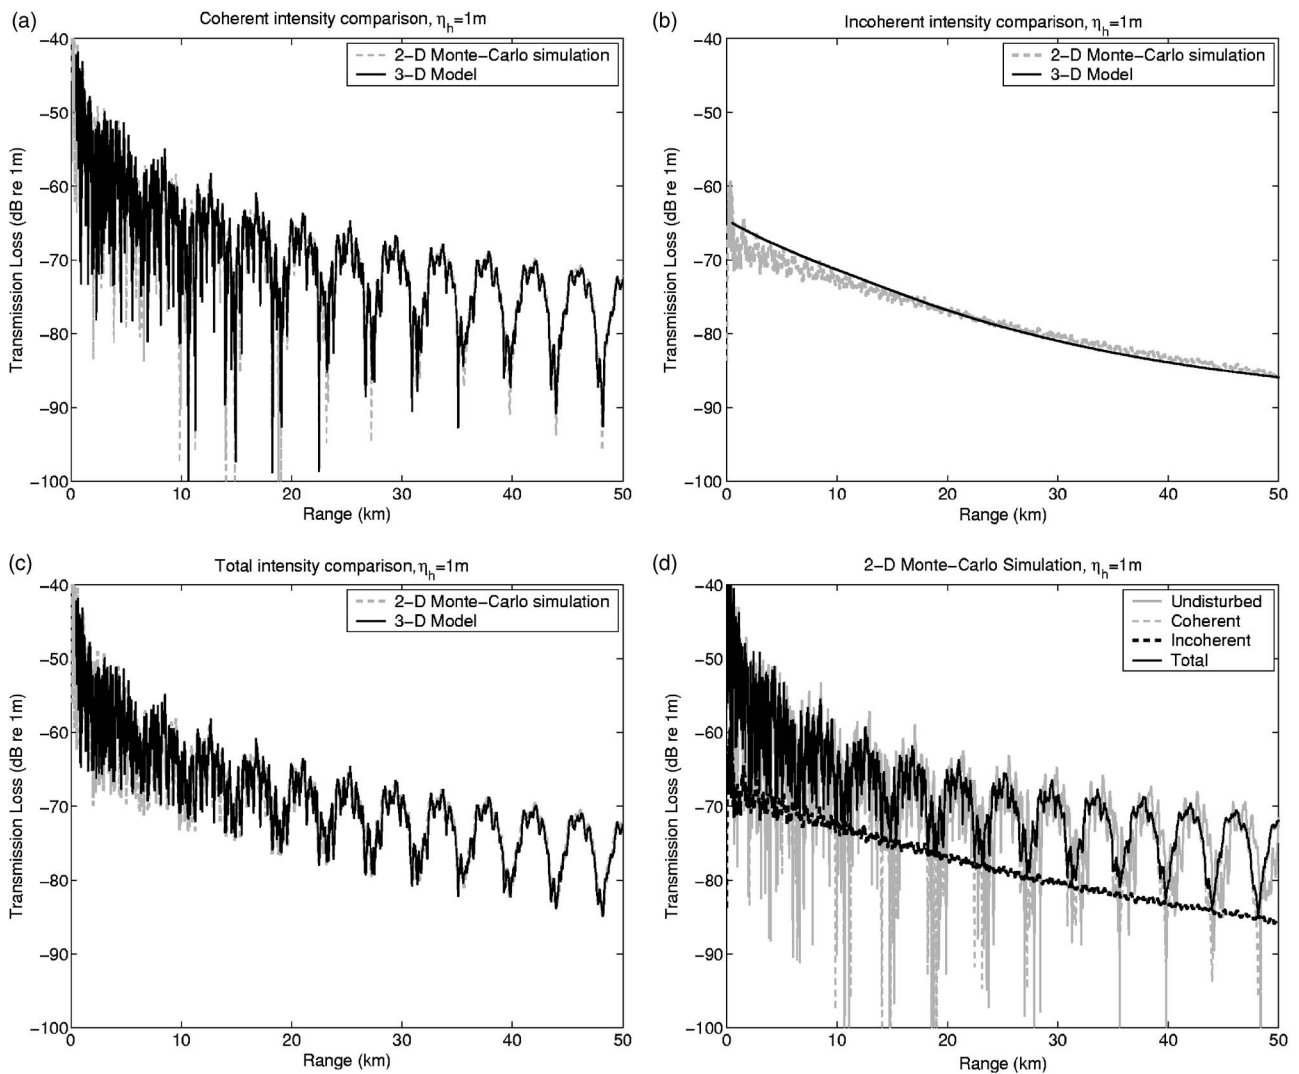 (a)
Coherent intensity comparison, η_h=1m
2−D Monte−Carlo simulation
3−D Model
Transmission Loss (dB re 1m)
−40
−50
−60
−70
−80
−90
−100
0
10
20
30
40
50
Range (km)
(b)
Incoherent intensity comparison, η_h=1m
2−D Monte−Carlo simulation
3−D Model
Transmission Loss (dB re 1m)
−40
−50
−60
−70
−80
−90
−100
0
10
20
30
40
50
Range (km)
(c)
Total intensity comparison, η_h=1m
2−D Monte−Carlo simulation
3−D Model
Transmission Loss (dB re 1m)
−40
−50
−60
−70
−80
−90
−100
0
10
20
30
40
50
Range (km)
(d)
2−D Monte−Carlo Simulation, η_h=1m
Undisturbed
Coherent
Incoherent
Total
Transmission Loss (dB re 1m)
−40
−50
−60
−70
−80
−90
−100
0
10
20
30
40
50
Range (km)